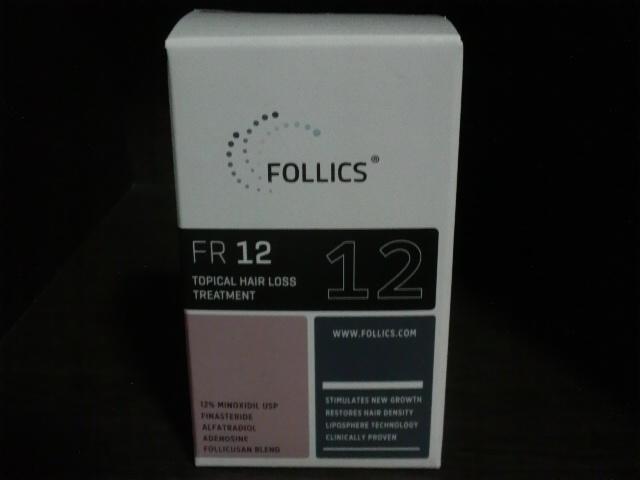 FOLLICS®
FR 12
12
TOPICAL HAIR LOSS
TREATMENT
WWW.FOLLICS.COM
12% MINOXIDIL USP
FINASTERIDE
ALFATRADIOL
ADENOSINE
FOLLICUSAN BLEND
STIMULATES NEW GROWTH
RESTORES HAIR DENSITY
LIPOSPHERE TECHNOLOGY
CLINICALLY PROVEN